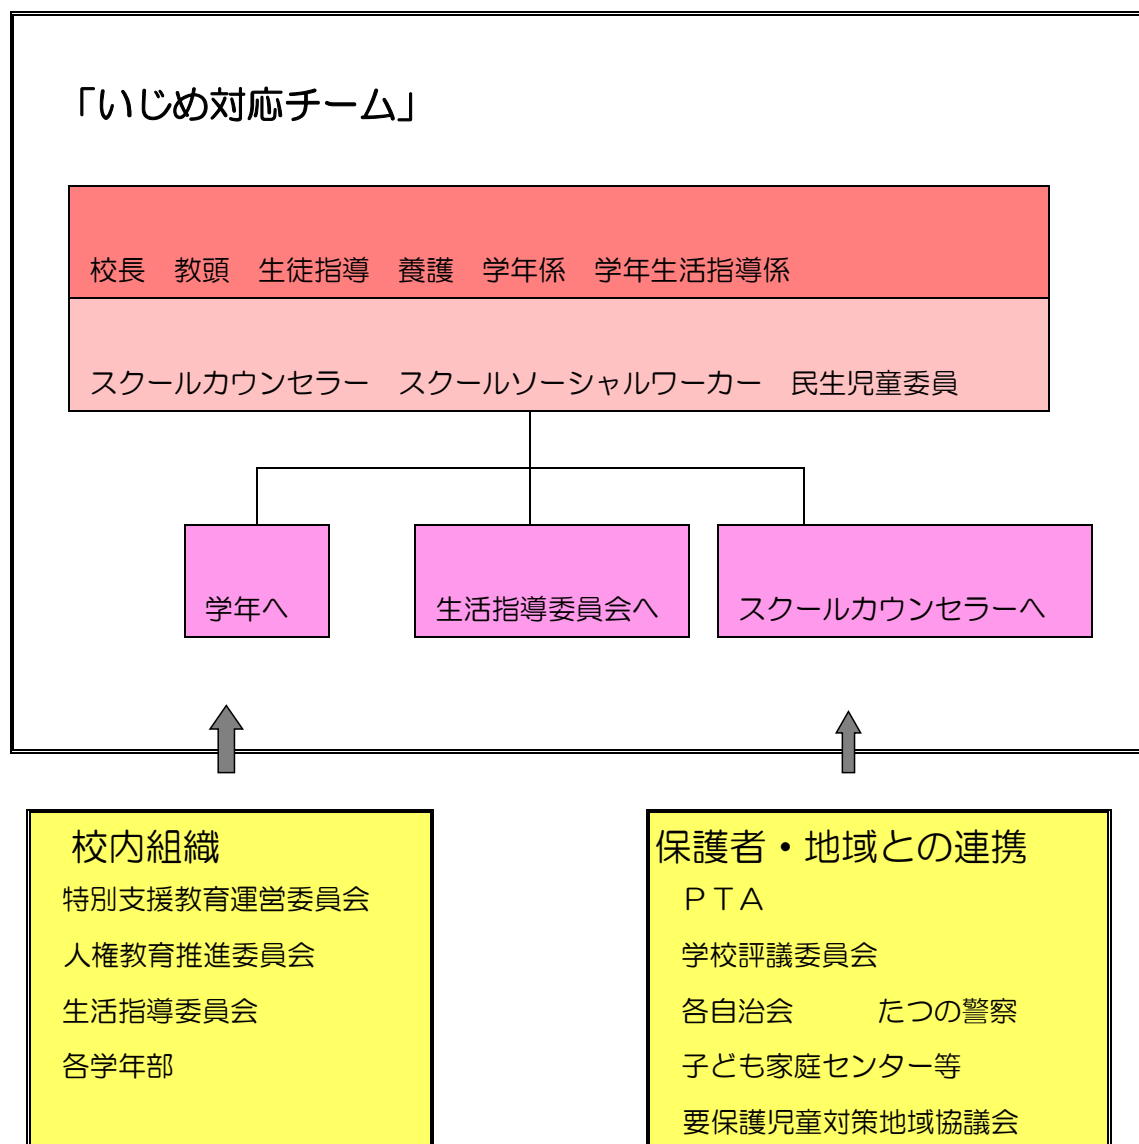 「いじめ対応チーム」
校長　教頭　生徒指導　養護　学年係　学年生活指導係
スクールカウンセラー　スクールソーシャルワーカー　民生児童委員
学年へ
生活指導委員会へ
スクールカウンセラーへ
校内組織
特別支援教育運営委員会
人権教育推進委員会
生活指導委員会
各学年部
保護者・地域との連携
ＰＴＡ
学校評議委員会
各自治会　　　たつの警察
子ども家庭センター等
要保護児童対策地域協議会